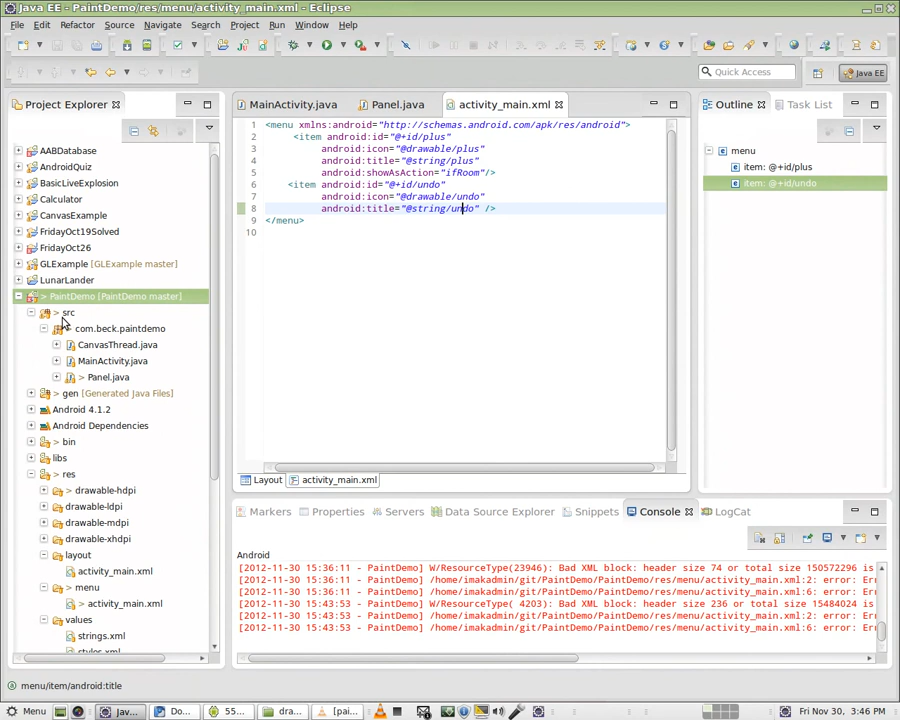 Java EE - PaintDemo/res/menu/activity_main.xml - Eclipse
File Edit Refactor Source Navigate Search Project Run Window Help
Quick Access
Java EE
Project Explorer
AABDatabase
AndroidQuiz
BasicLiveExplosion
Calculator
CanvasExample
FridayOct19Solved
FridayOct26
GLExample [GLExample master]
LunarLander
> PaintDemo [PaintDemo master]
> src
com.beck.paintdemo
CanvasThread.java
MainActivity.java
> Panel.java
> gen [Generated Java Files]
Android 4.1.2
Android Dependencies
> bin
libs
> res
> drawable-hdpi
drawable-ldpi
drawable-mdpi
drawable-xhdpi
layout
activity_main.xml
> menu
> activity_main.xml
values
strings.xml
styles.xml
MainActivity.java Panel.java activity_main.xml
1 <menu xmlns:android="http://schemas.android.com/apk/res/android">
2 <item android:id="@+id/plus"
3 android:icon="@drawable/plus"
4 android:title="@string/plus"
5 android:showAsAction="ifRoom"/>
6 <item android:id="@+id/undo"
7 android:icon="@drawable/undo"
8 android:title="@string/undo" />
9 </menu>
10
Layout activity_main.xml
Outline Task List
menu
item: @+id/plus
item: @+id/undo
Markers Properties Servers Data Source Explorer Snippets Console LogCat
Android
[2012-11-30 15:36:11 - PaintDemo] W/ResourceType(23946): Bad XML block: header size 74 or total size 150572296 is
[2012-11-30 15:36:11 - PaintDemo] /home/imakadmin/git/PaintDemo/res/menu/activity_main.xml:2: error: Er
[2012-11-30 15:36:11 - PaintDemo] /home/imakadmin/git/PaintDemo/res/menu/activity_main.xml:6: error: Er
[2012-11-30 15:43:53 - PaintDemo] W/ResourceType( 4203): Bad XML block: header size 236 or total size 15484024 is
[2012-11-30 15:43:53 - PaintDemo] /home/imakadmin/git/PaintDemo/res/menu/activity_main.xml:2: error: Er
[2012-11-30 15:43:53 - PaintDemo] /home/imakadmin/git/PaintDemo/res/menu/activity_main.xml:6: error: Er
menu/item/android:title
Menu Jav... Do... 55... dra... [pai... Fri Nov 30, 3:46 PM